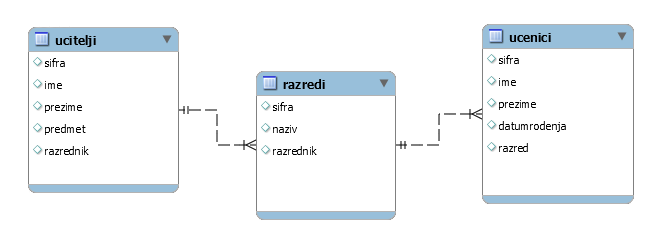 ucitelji
sifra
ime
prezime
predmet
razrednik
razredi
sifra
naziv
razrednik
ucenici
sifra
ime
prezime
datumrodenja
razred